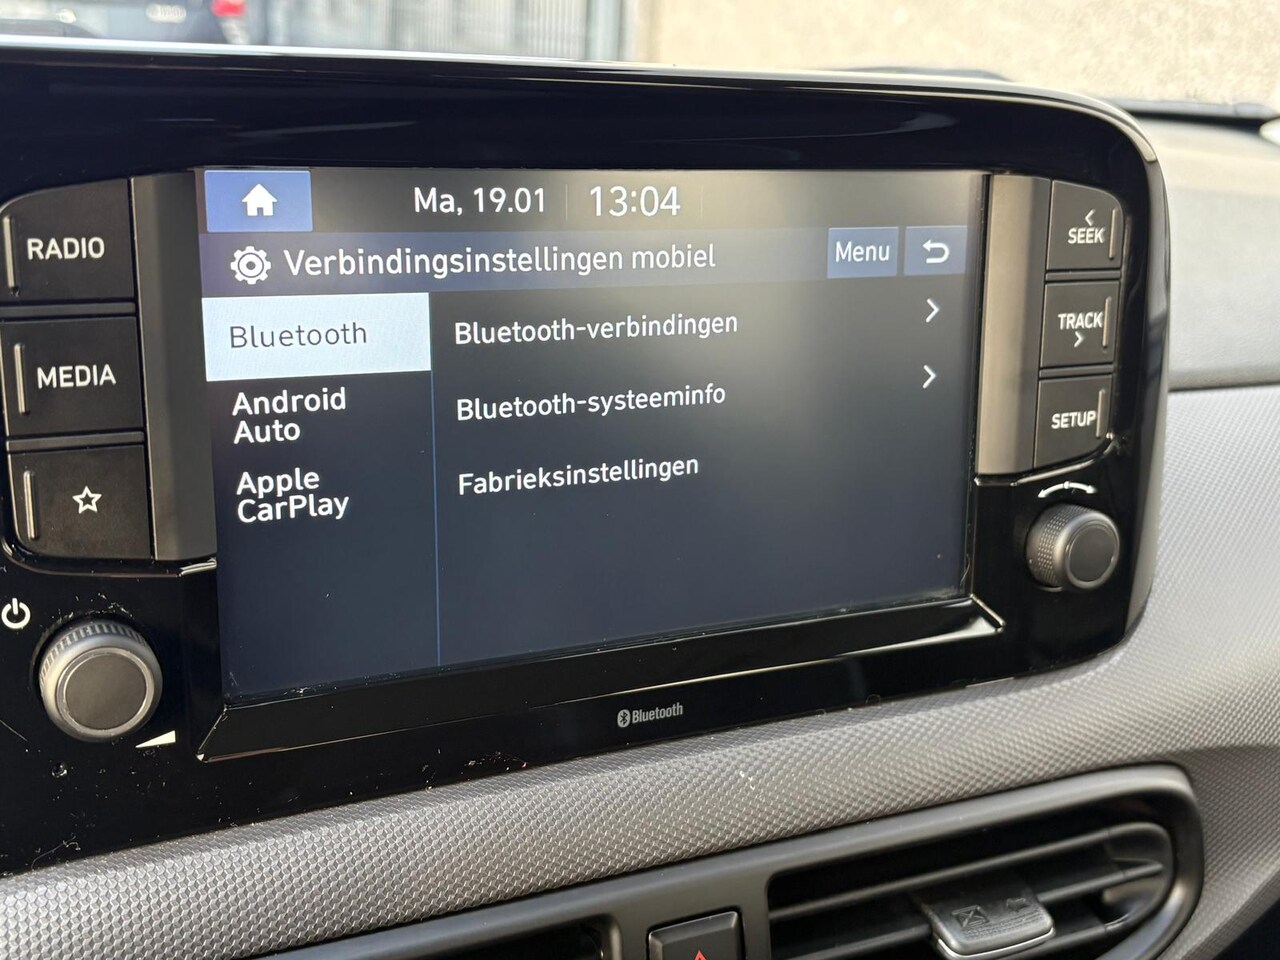 Ma, 19.01 13:04
RADIO
MEDIA
Verbindingsinstellingen mobiel
Menu
Bluetooth
Android
Auto
Apple
CarPlay
Bluetooth-verbindingen
Bluetooth-systeeminfo
Fabrieksinstellingen
SEEK
TRACK
SETUP
Bluetooth